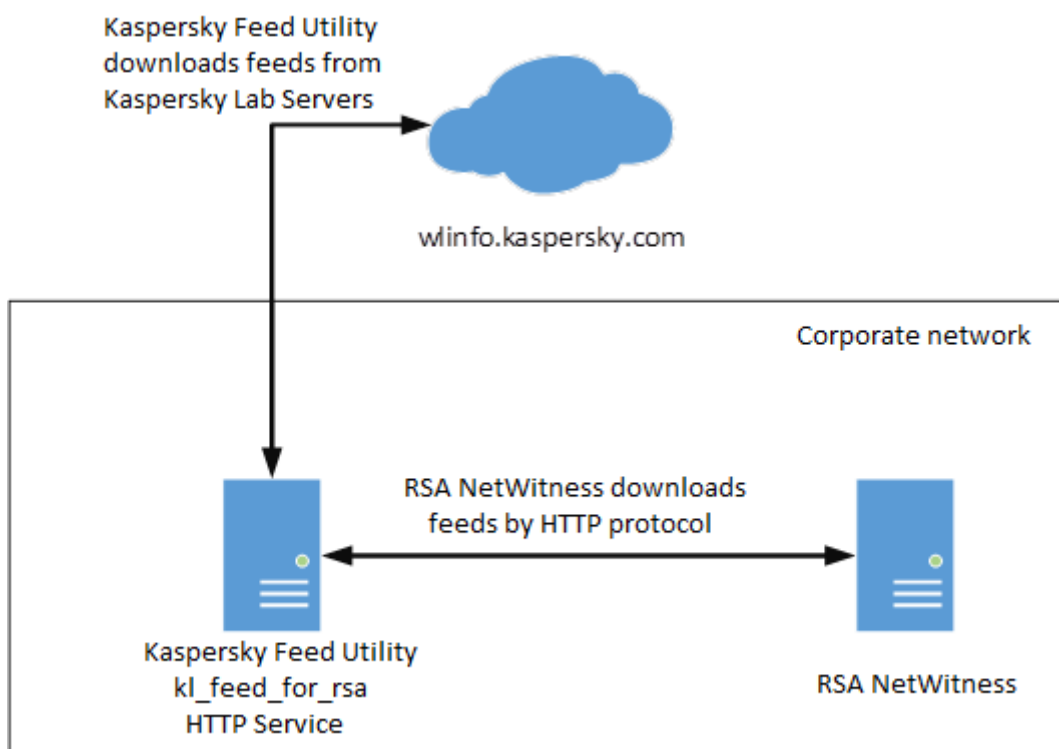 Kaspersky Feed Utility
downloads feeds from
Kaspersky Lab Servers
wlinfo.kaspersky.com
Corporate network
RSA NetWitness downloads
feeds by HTTP protocol
Kaspersky Feed Utility
kl_feed_for_rsa
HTTP Service
RSA NetWitness